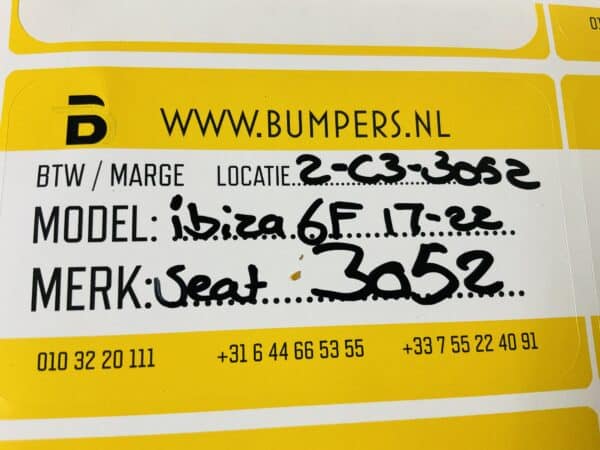 B WWW.BUMPERS.NL
BTW / MARGE LOCATIE 2-C3-3052
MODEL: ibiza 6F 17-22
MERK: Seat 3052
010 32 20 111 +31 6 44 66 53 55 +33 7 55 22 40 91